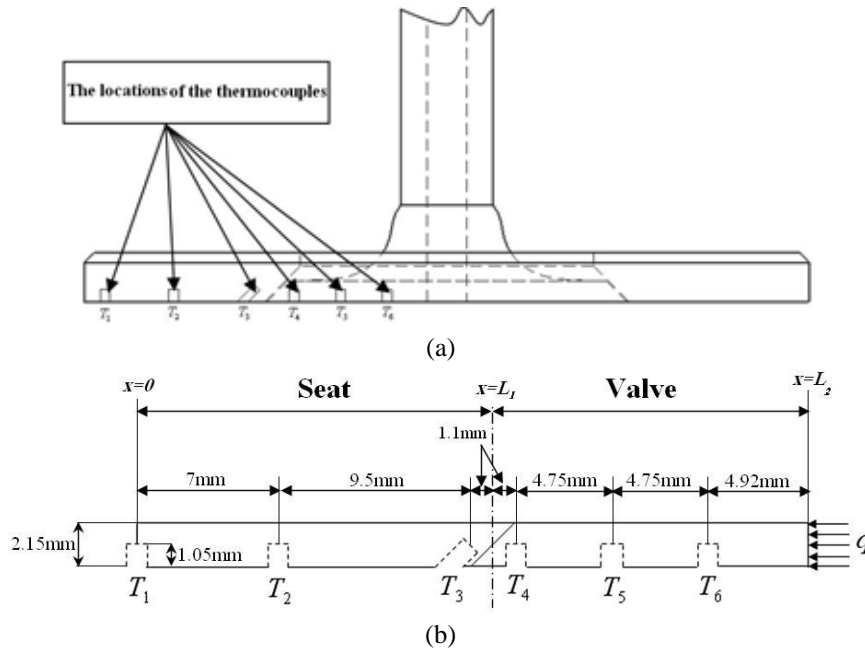 The locations of the thermocouples
T₁ T₂ T₃ T₄ T₅ T₆
(a)
x=0 Seat x=L₁ Valve x=L₂
1.1mm
7mm 9.5mm 4.75mm 4.75mm 4.92mm
2.15mm 1.05mm q
T₁ T₂ T₃ T₄ T₅ T₆
(b)